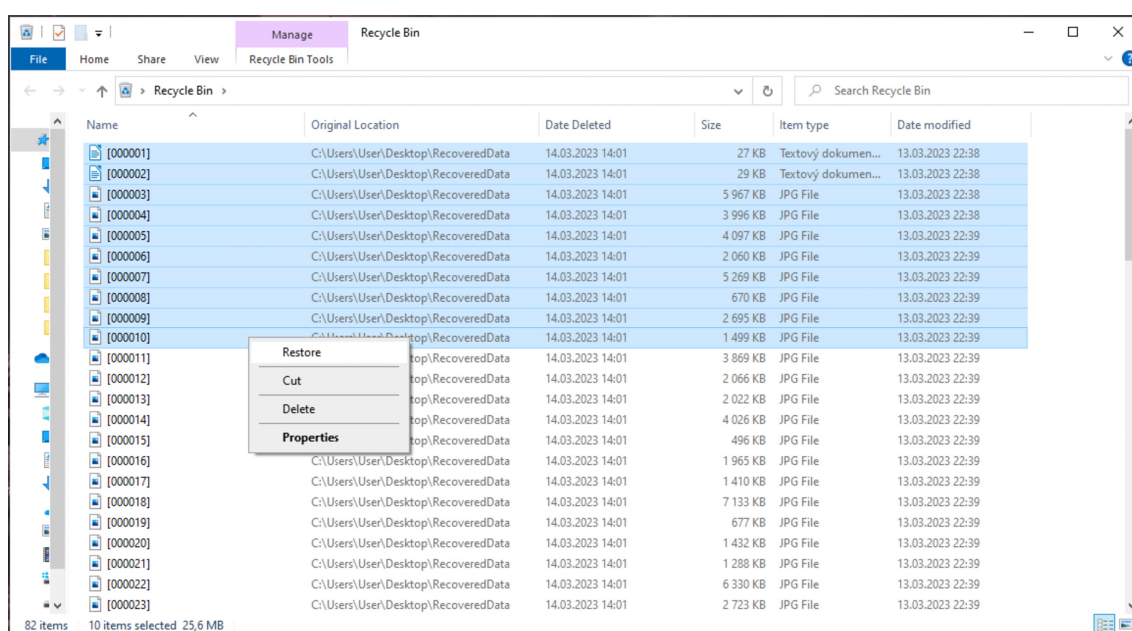 Manage Recycle Bin
File Home Share View Recycle Bin Tools
Recycle Bin Search Recycle Bin
Name Original Location Date Deleted Size Item type Date modified
[000001] C:\Users\User\Desktop\RecoveredData 14.03.2023 14:01 27 KB Textový dokumen... 13.03.2023 22:38
[000002] C:\Users\User\Desktop\RecoveredData 14.03.2023 14:01 29 KB Textový dokumen... 13.03.2023 22:38
[000003] C:\Users\User\Desktop\RecoveredData 14.03.2023 14:01 5 967 KB JPG File 13.03.2023 22:38
[000004] C:\Users\User\Desktop\RecoveredData 14.03.2023 14:01 3 996 KB JPG File 13.03.2023 22:38
[000005] C:\Users\User\Desktop\RecoveredData 14.03.2023 14:01 4 097 KB JPG File 13.03.2023 22:39
[000006] C:\Users\User\Desktop\RecoveredData 14.03.2023 14:01 2 060 KB JPG File 13.03.2023 22:39
[000007] C:\Users\User\Desktop\RecoveredData 14.03.2023 14:01 5 269 KB JPG File 13.03.2023 22:39
[000008] C:\Users\User\Desktop\RecoveredData 14.03.2023 14:01 670 KB JPG File 13.03.2023 22:39
[000009] C:\Users\User\Desktop\RecoveredData 14.03.2023 14:01 2 695 KB JPG File 13.03.2023 22:39
[000010] 14.03.2023 14:01 1 499 KB JPG File 13.03.2023 22:39
Restore
[000011] top\RecoveredData 14.03.2023 14:01 3 869 KB JPG File 13.03.2023 22:39
[000012] Cut top\RecoveredData 14.03.2023 14:01 2 066 KB JPG File 13.03.2023 22:39
[000013] top\RecoveredData 14.03.2023 14:01 2 022 KB JPG File 13.03.2023 22:39
Delete
[000014] top\RecoveredData 14.03.2023 14:01 4 026 KB JPG File 13.03.2023 22:39
[000015] Properties top\RecoveredData 14.03.2023 14:01 496 KB JPG File 13.03.2023 22:39
[000016] C:\Users\User\Desktop\RecoveredData 14.03.2023 14:01 1 965 KB JPG File 13.03.2023 22:39
[000017] C:\Users\User\Desktop\RecoveredData 14.03.2023 14:01 1 410 KB JPG File 13.03.2023 22:39
[000018] C:\Users\User\Desktop\RecoveredData 14.03.2023 14:01 7 133 KB JPG File 13.03.2023 22:39
[000019] C:\Users\User\Desktop\RecoveredData 14.03.2023 14:01 677 KB JPG File 13.03.2023 22:39
[000020] C:\Users\User\Desktop\RecoveredData 14.03.2023 14:01 1 432 KB JPG File 13.03.2023 22:39
[000021] C:\Users\User\Desktop\RecoveredData 14.03.2023 14:01 1 288 KB JPG File 13.03.2023 22:39
[000022] C:\Users\User\Desktop\RecoveredData 14.03.2023 14:01 6 330 KB JPG File 13.03.2023 22:39
[000023] C:\Users\User\Desktop\RecoveredData 14.03.2023 14:01 2 723 KB JPG File 13.03.2023 22:39
82 items 10 items selected 25,6 MB